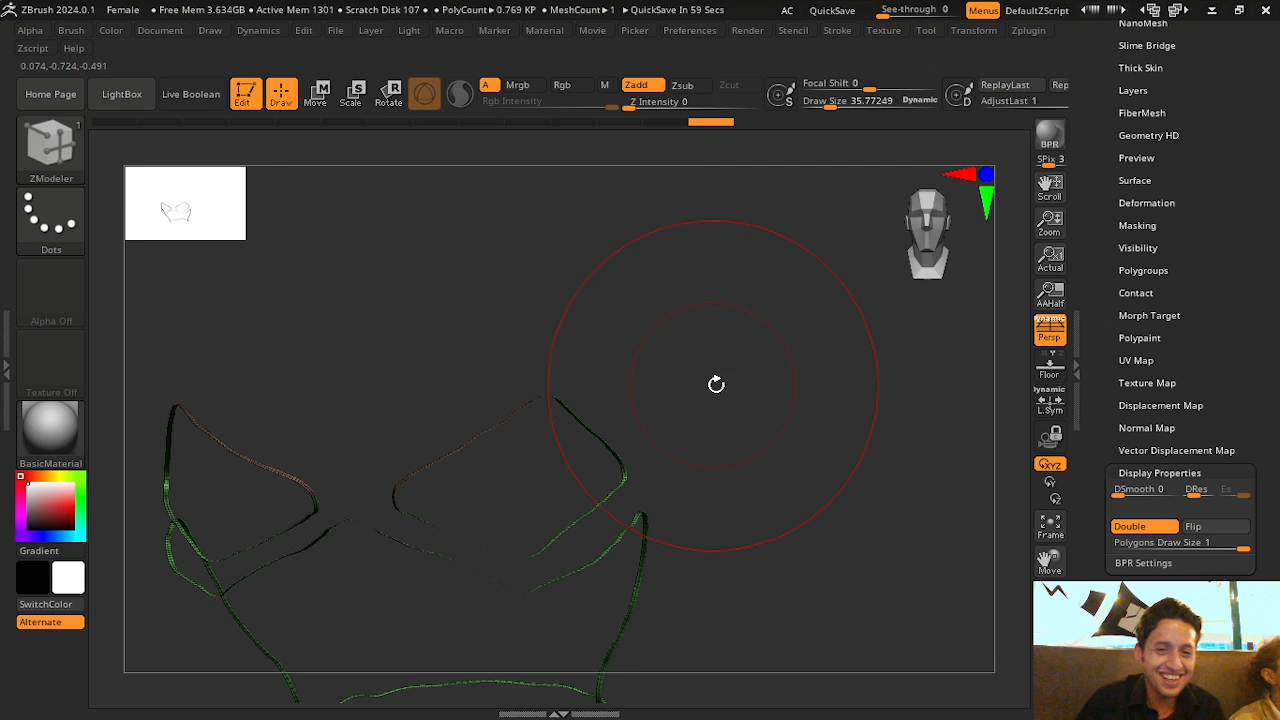 ZBrush 2024.0.1 Female • Free Mem 3.634GB • Active Mem 1301 • Scratch Disk 107 • ▸PolyCount▸0.769 KP • MeshCount▸1 ▸QuickSave In 59 Secs AC QuickSave See-through 0 Menus DefaultZScript
Alpha Brush Color Document Draw Dynamics Edit File Layer Light Macro Marker Material Movie Picker Preferences Render Stencil Stroke Texture Tool Transform Zplugin
Zscript Help
0.074,-0.724,-0.491
Home Page LightBox Live Boolean Edit Draw Move Scale Rotate
A Mrgb Rgb M Zadd Zsub Zcut
Rgb Intensity Z Intensity 0
S Focal Shift 0
Draw Size 35.77249 Dynamic
D ReplayLast Rep
AdjustLast 1
1
ZModeler
Dots
Alpha Off
Texture Off
BasicMaterial
Gradient
SwitchColor
Alternate
BPR
SPix 3
Scroll
Zoom
Actual
AAHalf
Dynamic
Persp
Floor
Dynamic
L.Sym
XYZ
Y
Z
Frame
Move
NanoMesh
Slime Bridge
Thick Skin
Layers
FiberMesh
Geometry HD
Preview
Surface
Deformation
Masking
Visibility
Polygroups
Contact
Morph Target
Polypaint
UV Map
Texture Map
Displacement Map
Normal Map
Vector Displacement Map
Display Properties
DSmooth 0 DRes Es
Double Flip
Polygons Draw Size 1
BPR Settings